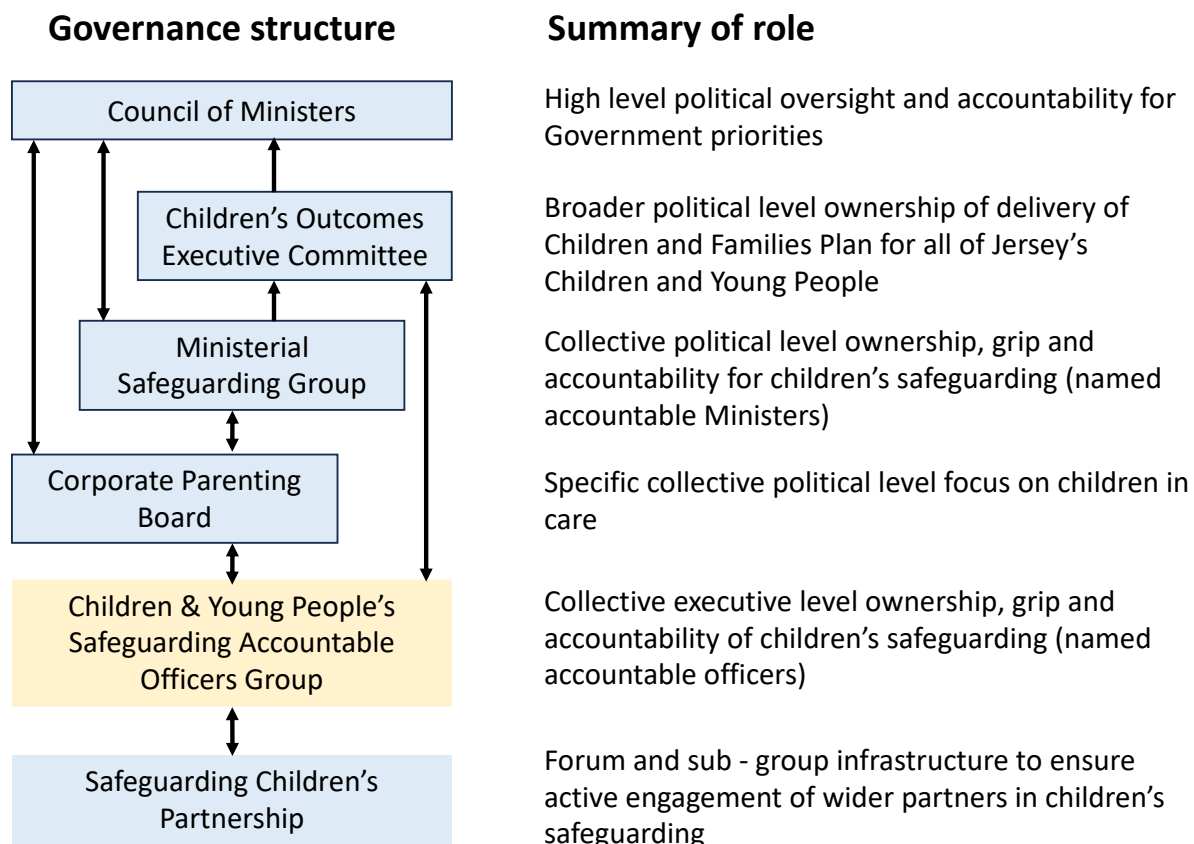 Governance structure
Summary of role
Council of Ministers
High level political oversight and accountability for
Government priorities
Children's Outcomes
Executive Committee
Broader political level ownership of delivery of
Children and Families Plan for all of Jersey's
Children and Young People
Ministerial
Safeguarding Group
Collective political level ownership, grip and
accountability for children's safeguarding (named
accountable Ministers)
Corporate Parenting
Board
Specific collective political level focus on children in
care
Children & Young People's
Safeguarding Accountable
Officers Group
Collective executive level ownership, grip and
accountability of children's safeguarding (named
accountable officers)
Safeguarding Children's
Partnership
Forum and sub - group infrastructure to ensure
active engagement of wider partners in children's
safeguarding